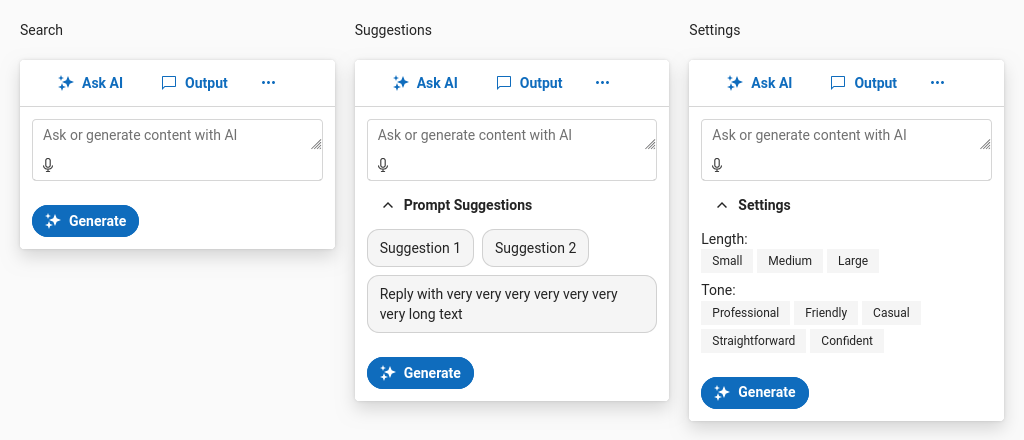 Search
Ask AI
Output
Ask or generate content with AI
Generate
Suggestions
Ask AI
Output
Ask or generate content with AI
Prompt Suggestions
Suggestion 1
Suggestion 2
Reply with very very very very very very
very long text
Generate
Settings
Ask AI
Output
Ask or generate content with AI
Settings
Length:
Small
Medium
Large
Tone:
Professional
Friendly
Casual
Straightforward
Confident
Generate